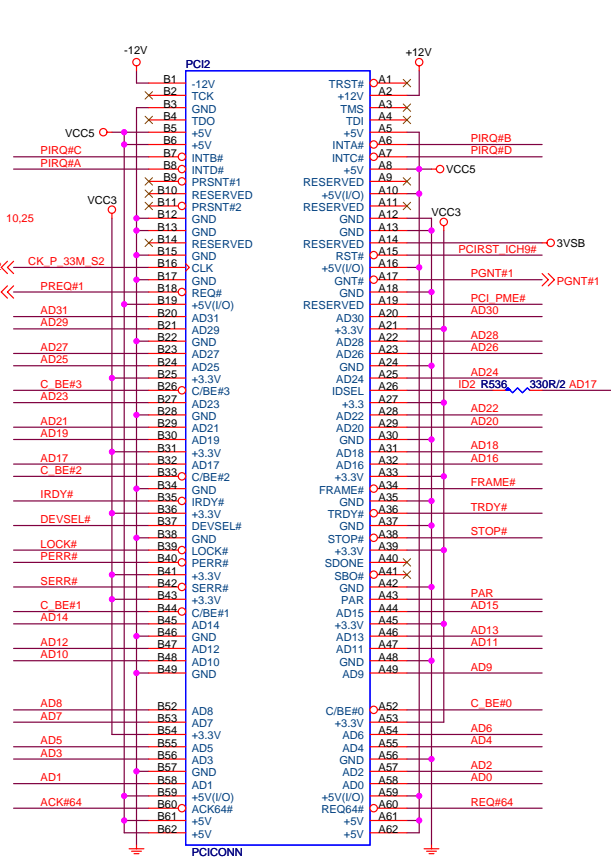 -12V +12V
PCI2
B1 -12V TRST# A1
B2 TCK +12V A2
B3 GND TMS A3
B4 TDO TDI A4
VCC5 B5 +5V +5V A5
B6 +5V INTA# A6 PIRQ#B
PIRQ#C B7 INTB# INTC# A7 PIRQ#D
PIRQ#A B8 INTD# +5V A8 VCC5
B9 PRSNT#1 RESERVED A9
B10 RESERVED +5V(I/O) A10
VCC3 B11 PRSNT#2 RESERVED A11 VCC3
10,25 B12 GND GND A12
B13 GND GND A13
B14 RESERVED RESERVED A14 3VSB
B15 GND RST# A15 PCIRST_ICH9#
CK_P_33M_S2 B16 CLK +5V(I/O) A16
B17 GND GNT# A17 PGNT#1 PGNT#1
PREQ#1 B18 REQ# GND A18
B19 +5V(I/O) RESERVED A19 PCI_PME#
AD31 B20 AD31 AD30 A20 AD30
AD29 B21 AD29 +3.3V A21
B22 GND AD28 A22 AD28
AD27 B23 AD27 AD26 A23 AD26
AD25 B24 AD25 GND A24
B25 +3.3V AD24 A25 AD24
C_BE#3 B26 C/BE#3 IDSEL A26 ID2 R536 330R/2 AD17
AD23 B27 AD23 +3.3 A27
B28 GND AD22 A28 AD22
AD21 B29 AD21 AD20 A29 AD20
AD19 B30 AD19 GND A30
B31 +3.3V AD18 A31 AD18
AD17 B32 AD17 AD16 A32 AD16
C_BE#2 B33 C/BE#2 +3.3V A33
B34 GND FRAME# A34 FRAME#
IRDY# B35 IRDY# GND A35
B36 +3.3V TRDY# A36 TRDY#
DEVSEL# B37 DEVSEL# GND A37
B38 GND STOP# A38 STOP#
LOCK# B39 LOCK# +3.3V A39
PERR# B40 PERR# SDONE A40
B41 +3.3V SBO# A41
SERR# B42 SERR# GND A42
B43 +3.3V PAR A43 PAR
C_BE#1 B44 C/BE#1 AD15 A44 AD15
AD14 B45 AD14 +3.3V A45
B46 GND AD13 A46 AD13
AD12 B47 AD12 AD11 A47 AD11
AD10 B48 AD10 GND A48
B49 GND AD9 A49 AD9
AD8 B52 AD8 C/BE#0 A52 C_BE#0
AD7 B53 AD7 +3.3V A53
B54 +3.3V AD6 A54 AD6
AD5 B55 AD5 AD4 A55 AD4
AD3 B56 AD3 GND A56
B57 GND AD2 A57 AD2
AD1 B58 AD1 AD0 A58 AD0
B59 +5V(I/O) +5V(I/O) A59
ACK#64 B60 ACK64# REQ64# A60 REQ#64
B61 +5V +5V A61
B62 +5V +5V A62
PCICONN